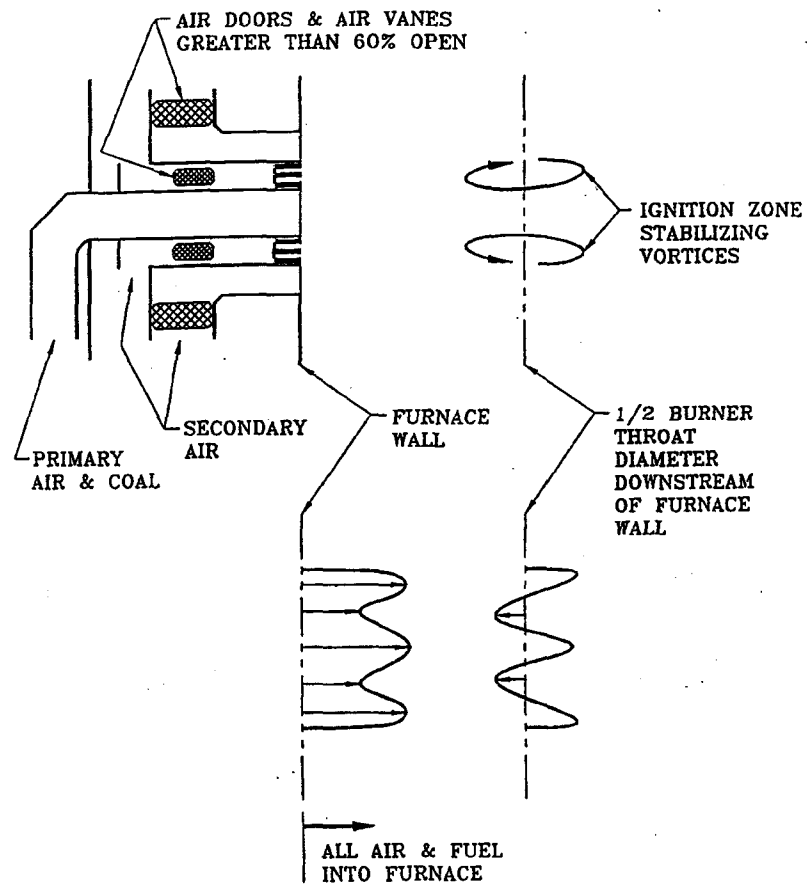 AIR DOORS & AIR VANES
GREATER THAN 60% OPEN
IGNITION ZONE
STABILIZING
VORTICES
SECONDARY
AIR
FURNACE
WALL
1/2 BURNER
THROAT
DIAMETER
DOWNSTREAM
OF FURNACE
WALL
PRIMARY
AIR & COAL
ALL AIR & FUEL
INTO FURNACE